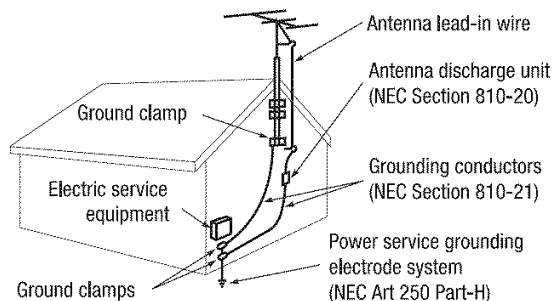 Antenna lead-in wire
Antenna discharge unit
(NEC Section 810-20)
Ground clamp
Grounding conductors
(NEC Section 810-21)
Electric service
equipment
Power service grounding
electrode system
(NEC Art 250 Part-H)
Ground clamps